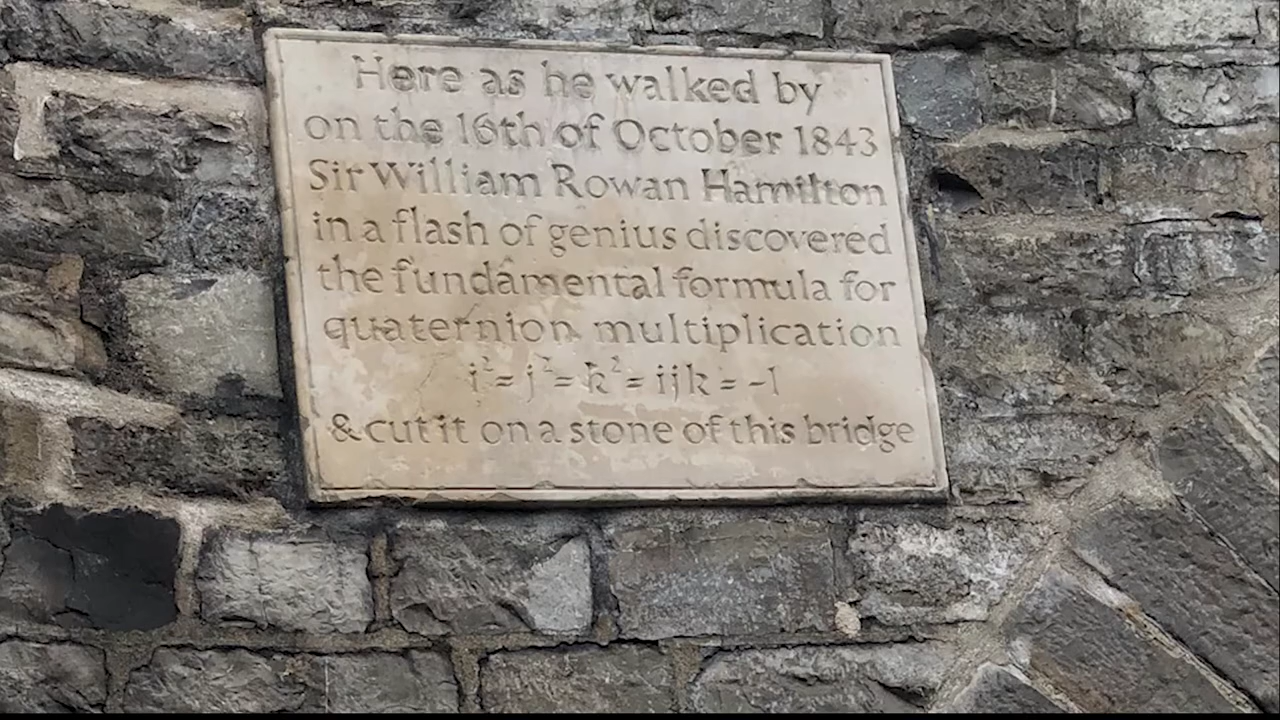 Here as he walked by
on the 16th of October 1843
Sir William Rowan Hamilton
in a flash of genius discovered
the fundamental formula for
quaternion multiplication
i² = j² = k² = ijk = -1
& cut it on a stone of this bridge